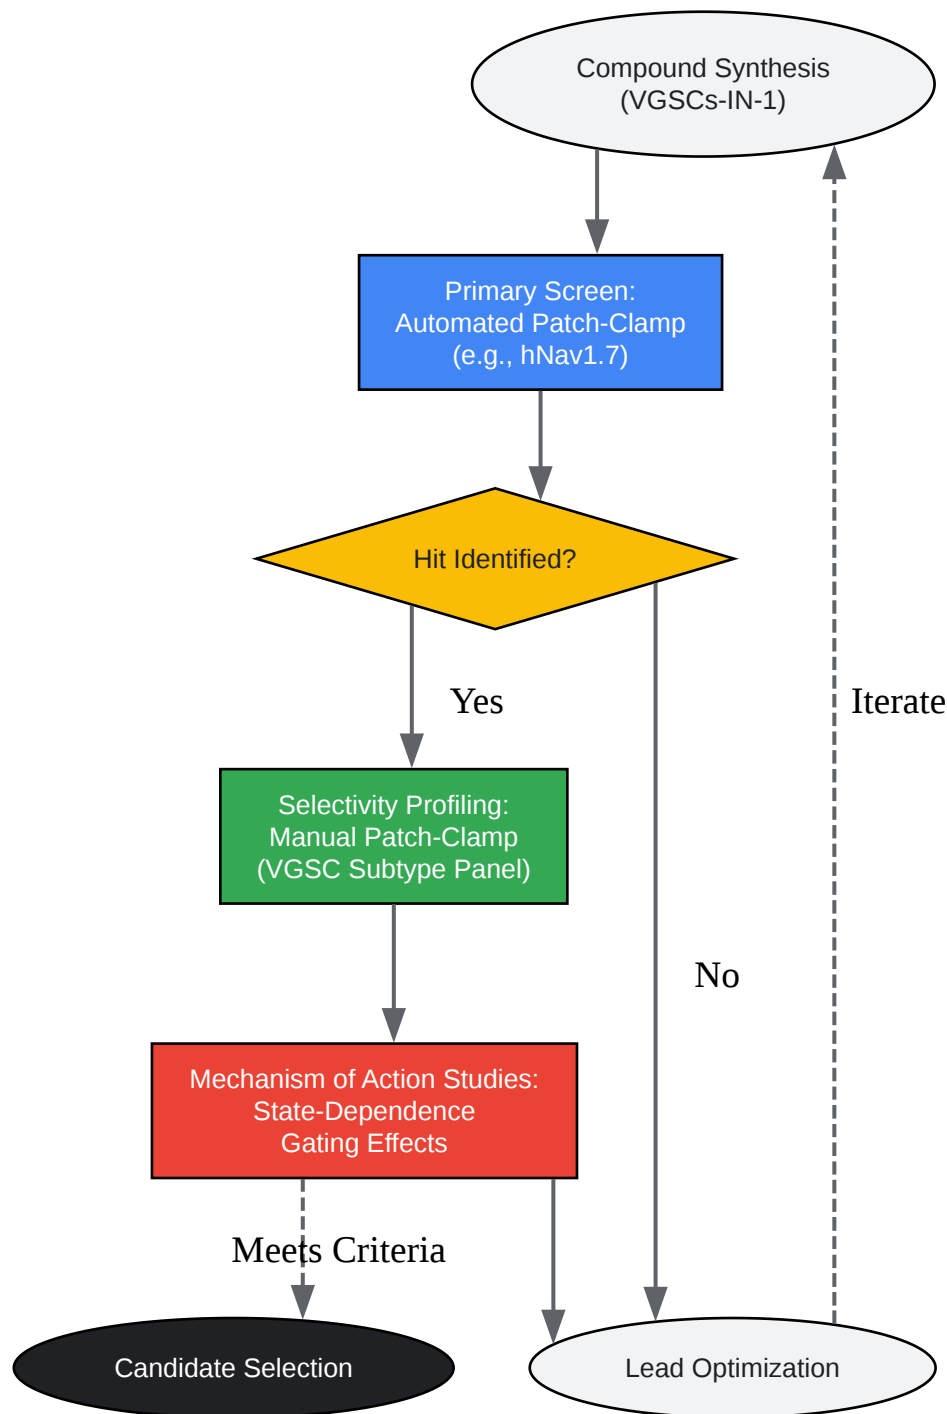 Compound Synthesis
(VGSCs-IN-1)
Primary Screen:
Automated Patch-Clamp
(e.g., hNav1.7)
Hit Identified?
Yes
Iterate
Selectivity Profiling:
Manual Patch-Clamp
(VGSC Subtype Panel)
No
Mechanism of Action Studies:
State-Dependence
Gating Effects
Meets Criteria
Candidate Selection
Lead Optimization